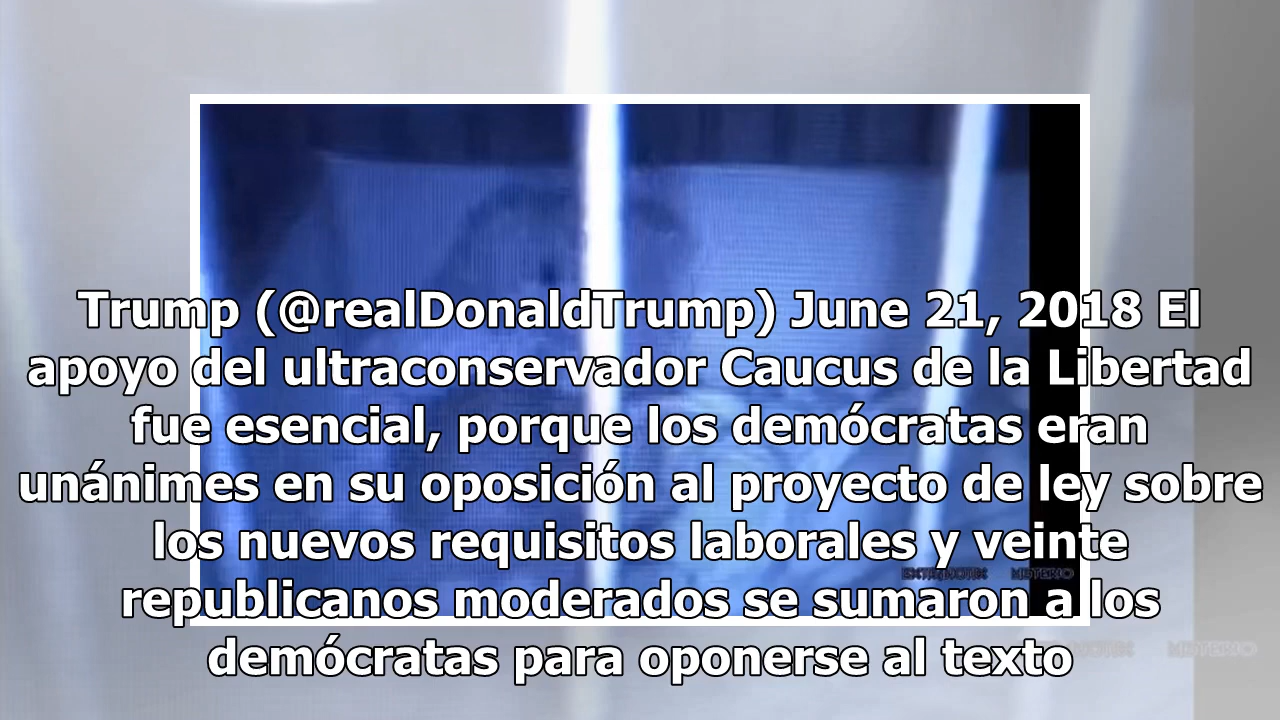 Trump (@realDonaldTrump) June 21, 2018 El
apoyo del ultraconservador Caucus de la Libertad
fue esencial, porque los demócratas eran
unánimes en su oposición al proyecto de ley sobre
los nuevos requisitos laborales y veinte
republicanos moderados se sumaron a los
demócratas para oponerse al texto